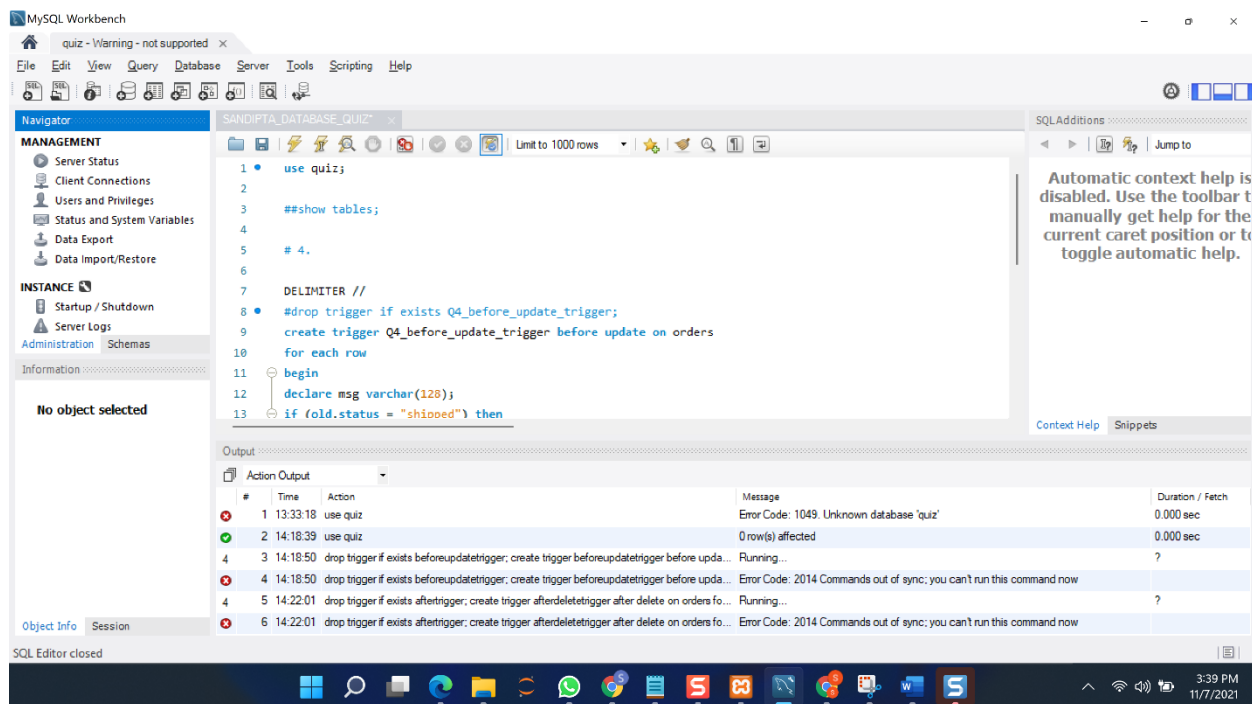 MySQL Workbench
quiz - Warning - not supported
File Edit View Query Database Server Tools Scripting Help
Navigator
MANAGEMENT
Server Status
Client Connections
Users and Privileges
Status and System Variables
Data Export
Data Import/Restore
INSTANCE
Startup / Shutdown
Server Logs
Administration Schemas
Information
No object selected
Object Info Session
SANDIPTA_DATABASE_QUIZ*
Limit to 1000 rows
1 use quiz;
2
3 ##show tables;
4
5 # 4.
6
7 DELIMITER //
8 #drop trigger if exists Q4_before_update_trigger;
9 create trigger Q4_before_update_trigger before update on orders
10 for each row
11 begin
12 declare msg varchar(128);
13 if (old.status = "shipped") then
SQLAdditions
Jump to
Automatic context help is
disabled. Use the toolbar t
manually get help for the
current caret position or to
toggle automatic help.
Context Help Snippets
Output
Action Output
# Time Action Message Duration / Fetch
1 13:33:18 use quiz Error Code: 1049. Unknown database 'quiz' 0.000 sec
2 14:18:39 use quiz 0 row(s) affected 0.000 sec
4 3 14:18:50 drop trigger if exists beforeupdatetrigger; create trigger beforeupdatetrigger before upda... Running... ?
4 14:18:50 drop trigger if exists beforeupdatetrigger; create trigger beforeupdatetrigger before upda... Error Code: 2014 Commands out of sync; you can't run this command now
4 5 14:22:01 drop trigger if exists aftertrigger; create trigger afterdeletetrigger after delete on orders fo... Running... ?
6 14:22:01 drop trigger if exists aftertrigger; create trigger afterdeletetrigger after delete on orders fo... Error Code: 2014 Commands out of sync; you can't run this command now
SQL Editor closed
3:39 PM
11/7/2021